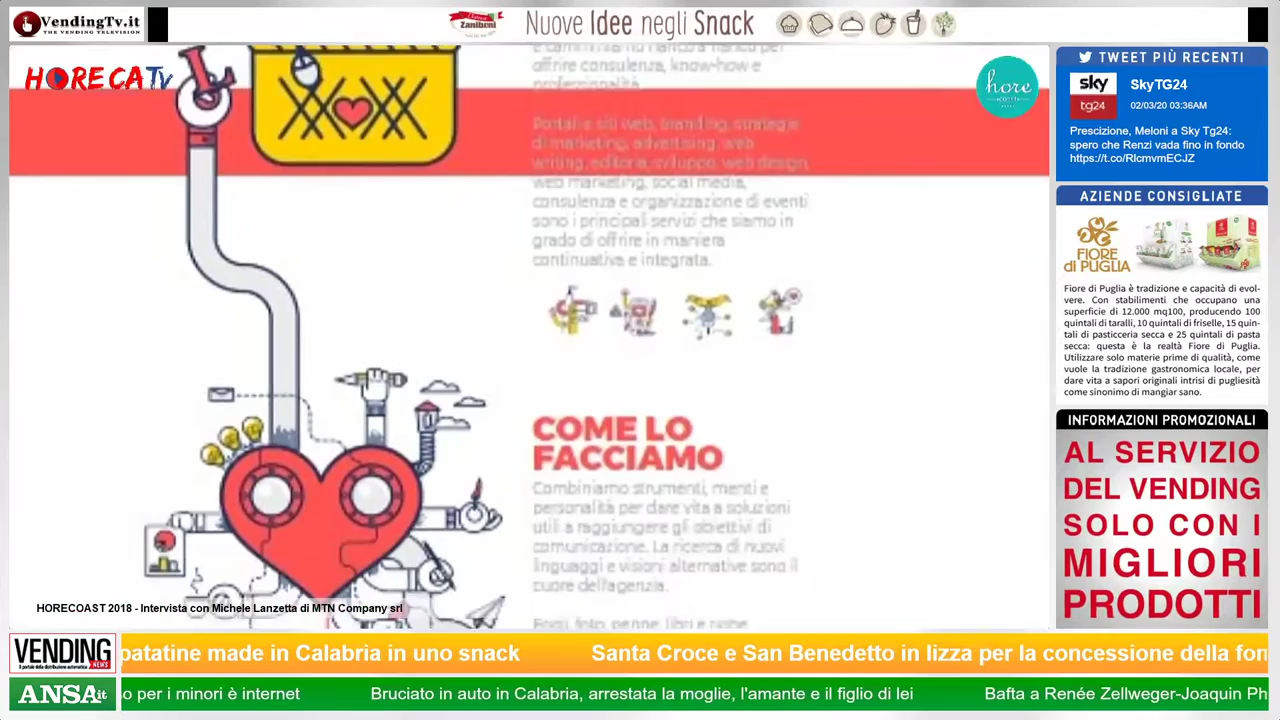 VendingTv.it
THE VENDING TELEVISION
Zaniboni
Nuove Idee negli Snack
HORECATv
hore
offrire consulenza, know-how e
professionalità.
Portali e siti web, branding, strategie
di marketing, advertising, web
writing, editoria, sviluppo, web design,
web marketing, social media,
consulenza e organizzazione di eventi
sono i principali servizi che siamo in
grado di offrire in maniera
continuativa e integrata.
COME LO
FACCIAMO
Combiniamo strumenti, menti e
personalità per dare vita a soluzioni
utili a raggiungere gli obiettivi di
comunicazione. La ricerca di nuovi
linguaggi e visioni alternative sono il
cuore dell'agenzia.
Fogli, foto, penne, libri e righe
HORECOAST 2018 - Intervista con Michele Lanzetta di MTN Company srl
TWEET PIÙ RECENTI
sky
tg24
SkyTG24
02/03/20 03:36AM
Prescizione, Meloni a Sky Tg24:
spero che Renzi vada fino in fondo
https://t.co/RlcmvmECJZ
AZIENDE CONSIGLIATE
FIORE
di PUGLIA
Fiore di Puglia è tradizione e capacità di evol-
vere. Con stabilimenti che occupano una
superficie di 12.000 mq100, producendo 100
quintali di taralli, 10 quintali di friselle, 15 quin-
tali di pasticceria secca e 25 quintali di pasta
secca: questa è la realtà Fiore di Puglia.
Utilizzare solo materie prime di qualità, come
vuole la tradizione gastronomica locale, per
dare vita a sapori originali intrisi di pugliesità
come sinonimo di mangiar sano.
INFORMAZIONI PROMOZIONALI
AL SERVIZIO
DEL VENDING
SOLO CON I
MIGLIORI
PRODOTTI
VENDING
NEWS
Il portale della distribuzione automatica
patatine made in Calabria in uno snack Santa Croce e San Benedetto in lizza per la concessione della fon
ANSA.it
o per i minori è internet Bruciato in auto in Calabria, arrestata la moglie, l'amante e il figlio di lei Bafta a Renée Zellweger-Joaquin Ph